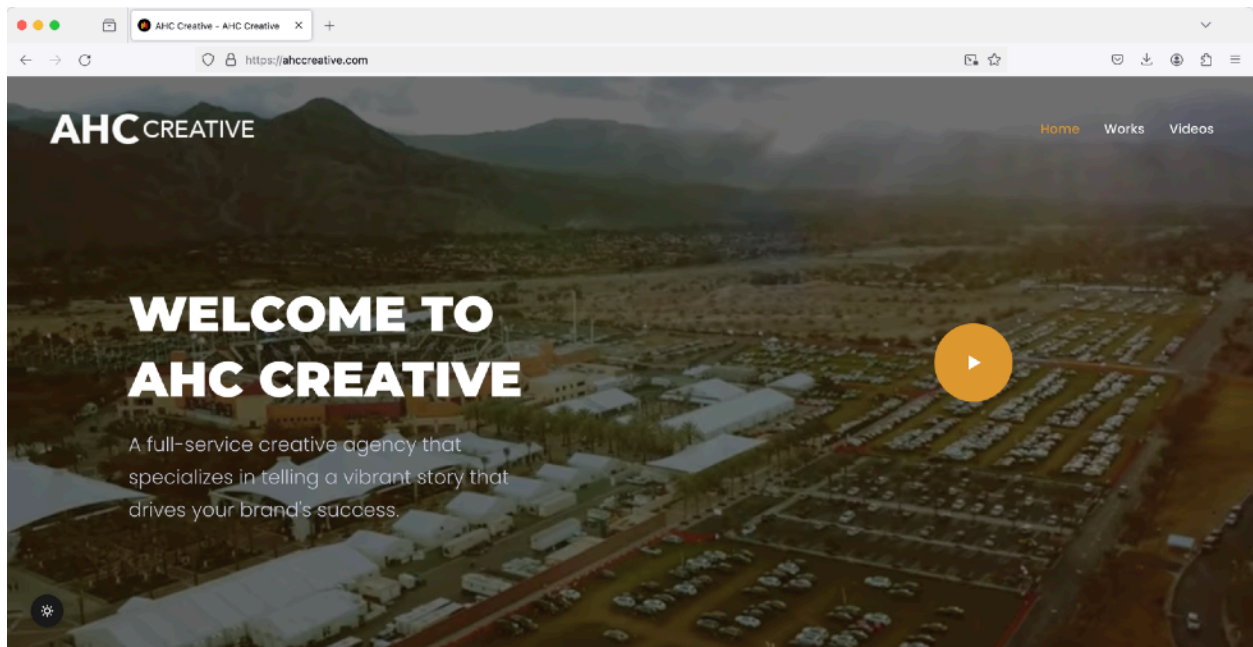 AHC Creative - AHC Creative
https://ahccreative.com
AHC CREATIVE
Home Works Videos
WELCOME TO
AHC CREATIVE
A full-service creative agency that
specializes in telling a vibrant story that
drives your brand's success.